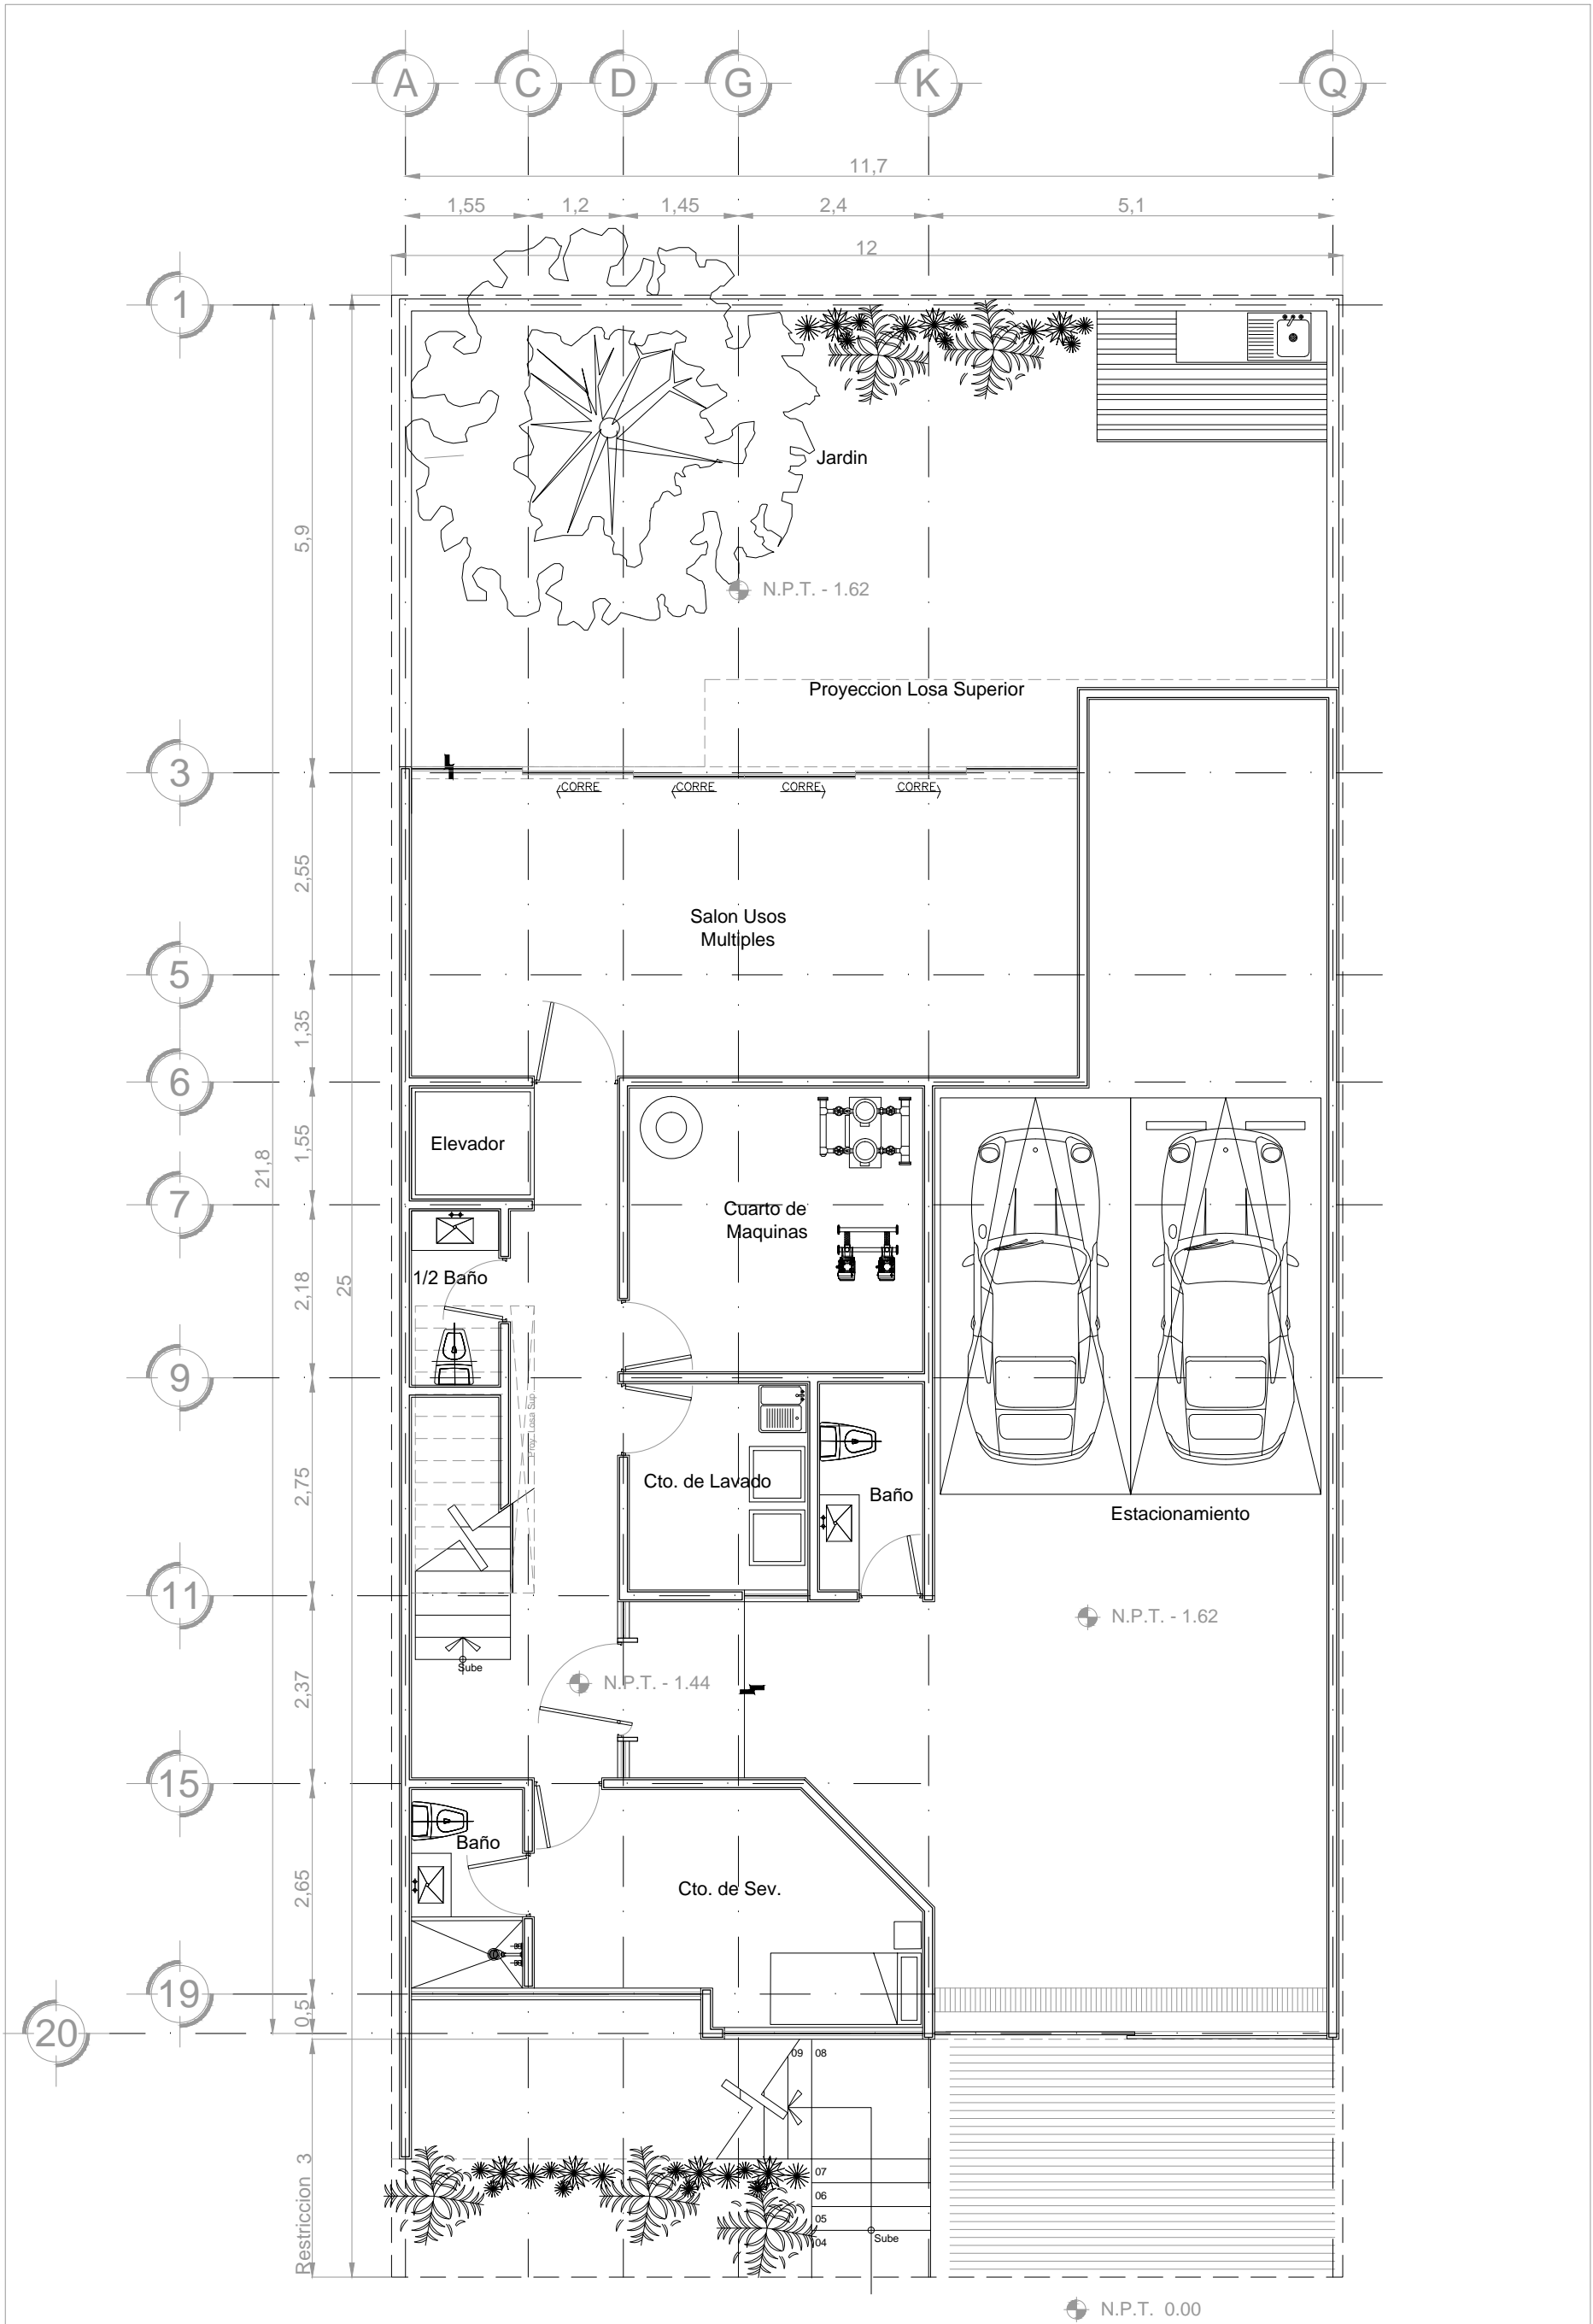 A C D G K Q
11,7
1,55 1,2 1,45 2,4 5,1
12
1
Jardin
5,9
N.P.T. - 1.62
Proyeccion Losa Superior
3
CORRE CORRE CORRE CORRE
2,55
Salon Usos
Multiples
5
1,35
6
Elevador
1,55
21,8
7
Cuarto de
Maquinas
1/2 Baño
2,18
25
9
Proy. Losa Sup.
2,75
Cto. de Lavado
Baño
Estacionamiento
11
N.P.T. - 1.62
Sube
2,37
N.P.T. - 1.44
15
Baño
2,65
Cto. de Sev.
19
0,5
20
09 08
07
06
05
04
Sube
Restriccion 3
N.P.T. 0.00